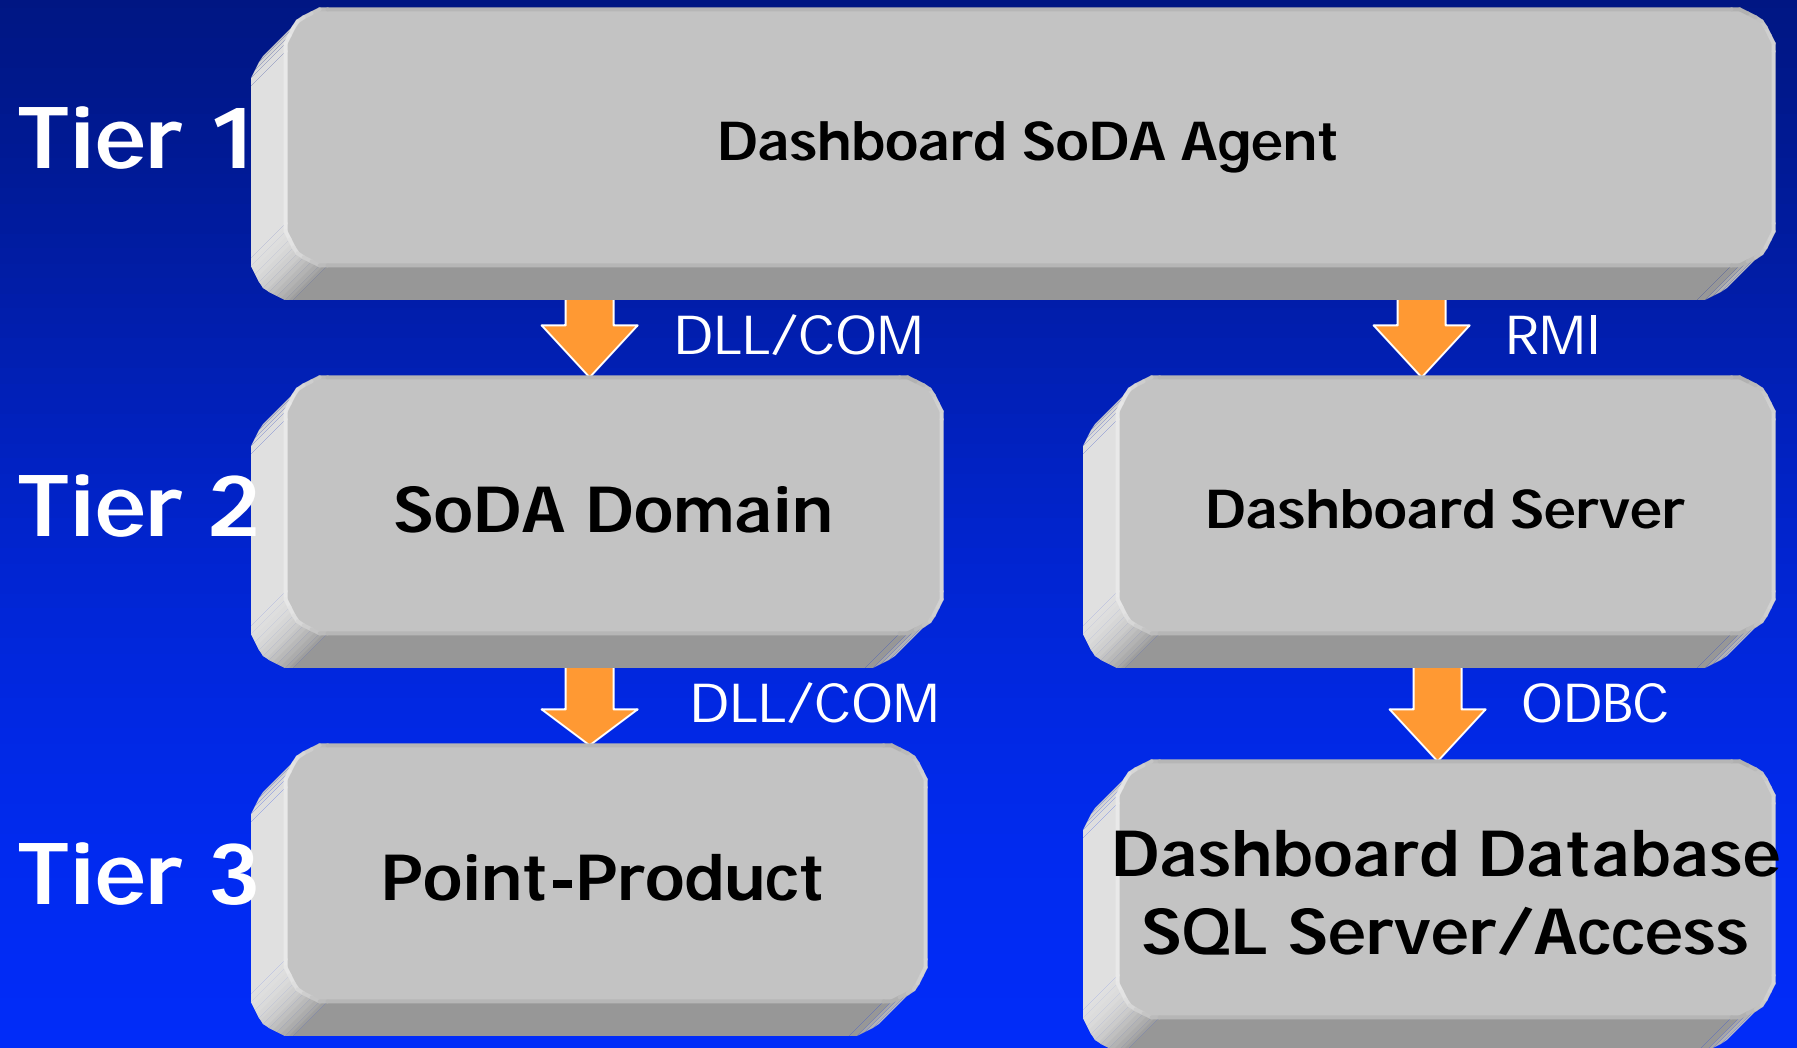 Tier 1
Dashboard SoDA Agent
DLL/COM
RMI
Tier 2
SoDA Domain
Dashboard Server
DLL/COM
ODBC
Tier 3
Point-Product
Dashboard Database
SQL Server/Access